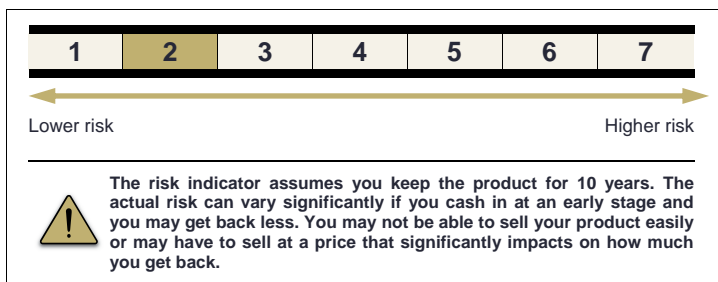 1 2 3 4 5 6 7
Lower risk Higher risk
The risk indicator assumes you keep the product for 10 years. The
actual risk can vary significantly if you cash in at an early stage and
you may get back less. You may not be able to sell your product easily
or may have to sell at a price that significantly impacts on how much
you get back.